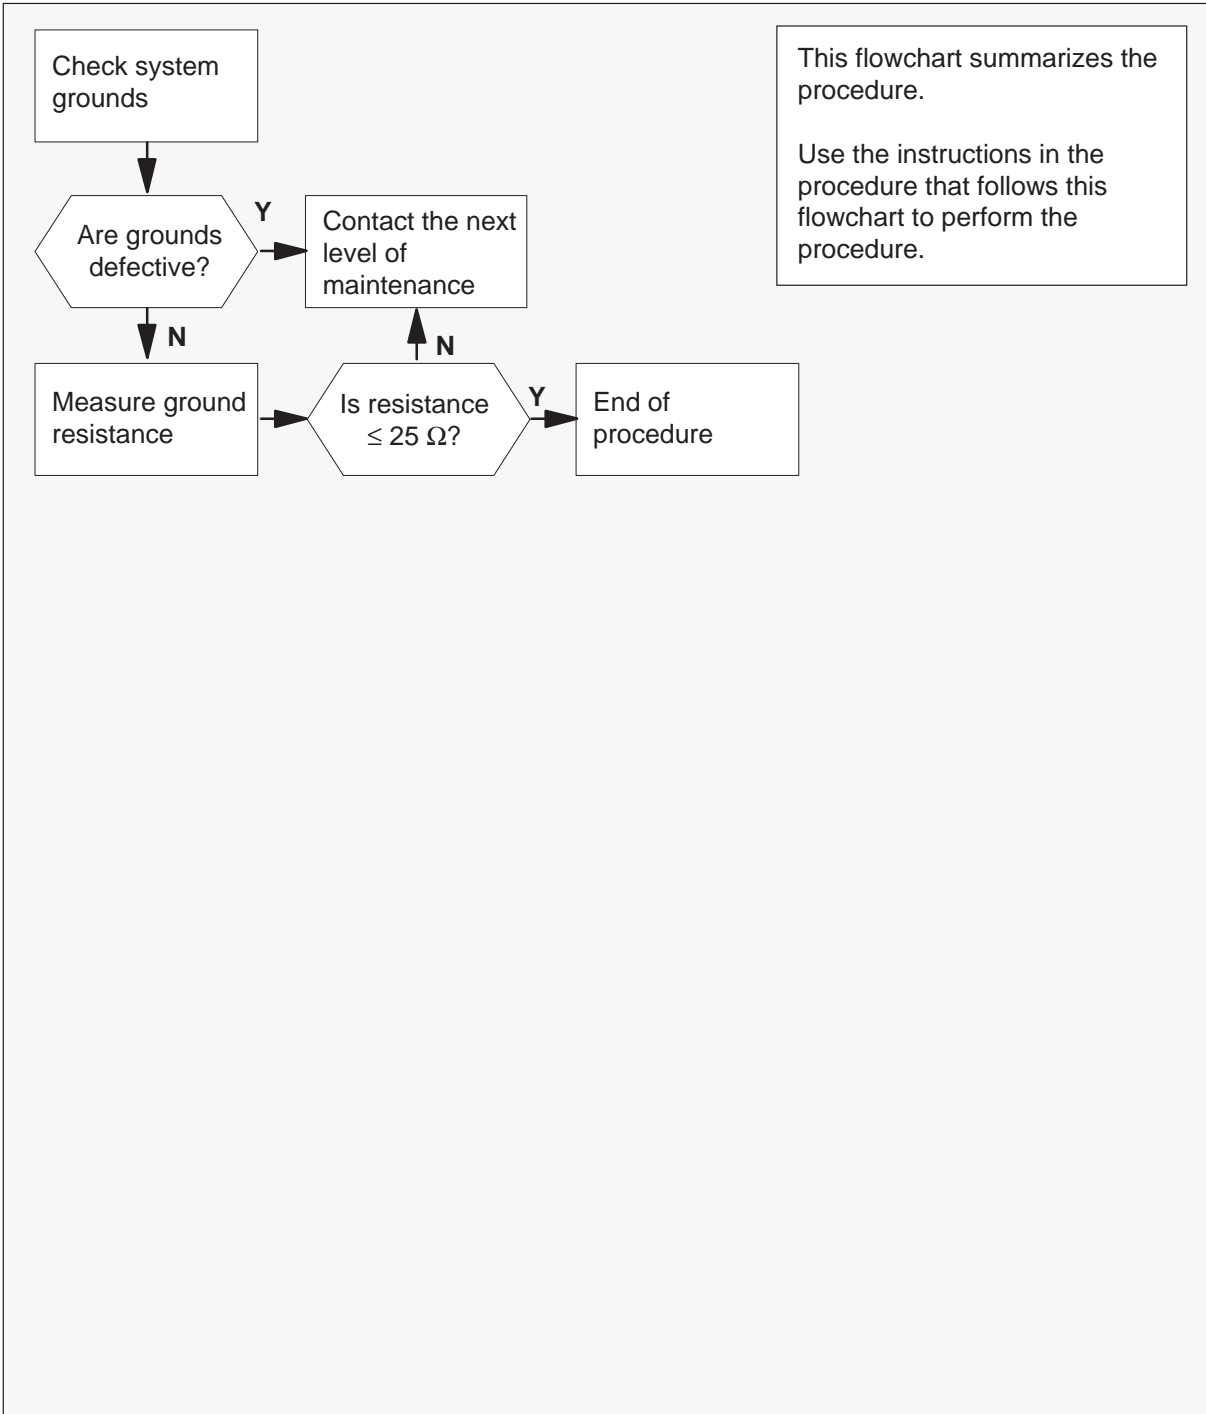 Check system
grounds
This flowchart summarizes the
procedure.
Use the instructions in the
procedure that follows this
flowchart to perform the
procedure.
Are grounds
defective?
Y
Contact the next
level of
maintenance
N
N
Measure ground
resistance
Is resistance
≤ 25 Ω?
Y
End of
procedure